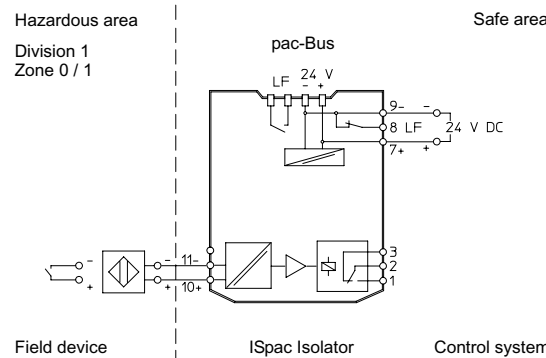 Hazardous area
Safe area
Division 1
Zone 0 / 1
pac-Bus
LF 24 V
- +
9- -
8 LF 24 V DC
7+ +
3
- - 11- 2
+ + 10+ 1
Field device ISpac Isolator Control system